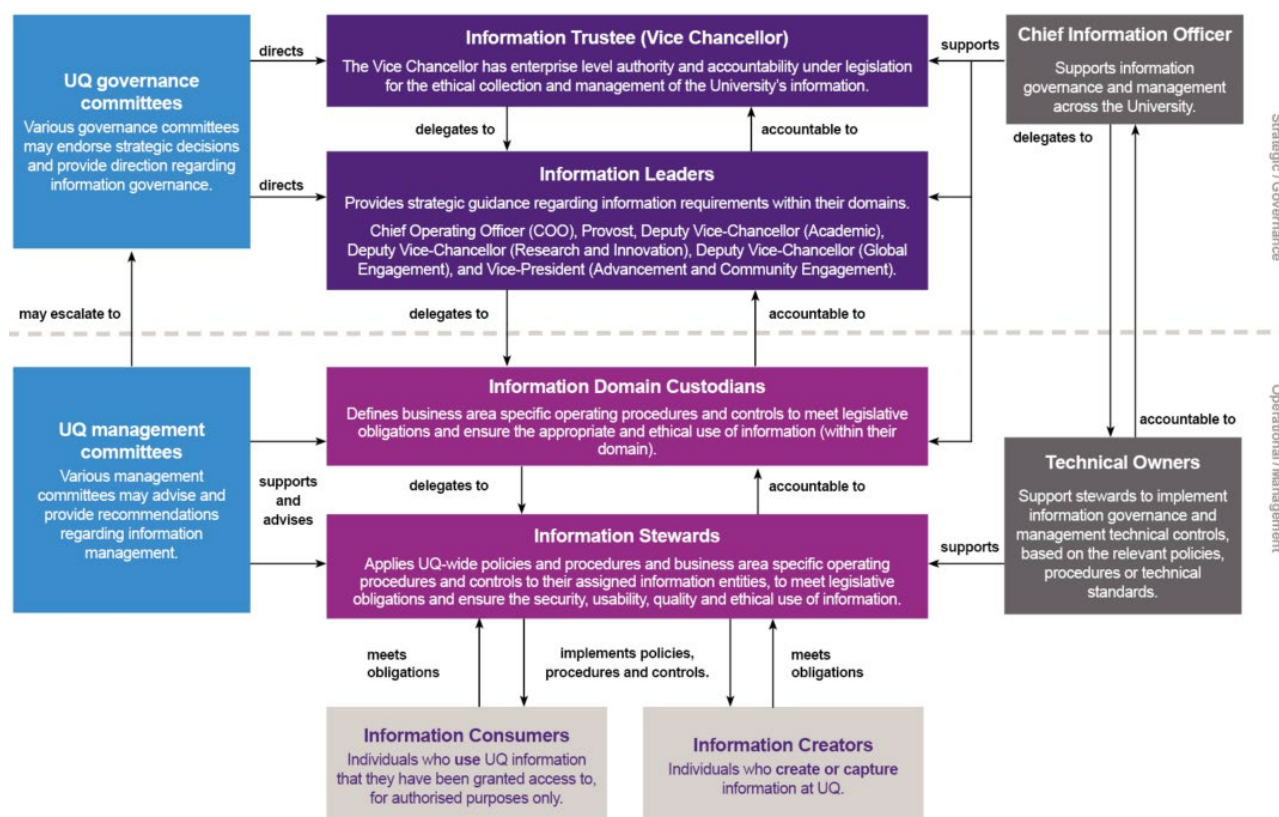 Information Trustee (Vice Chancellor)
The Vice Chancellor has enterprise level authority and accountability under legislation
for the ethical collection and management of the University's information.
directs
supports
UQ governance
committees
Various governance committees
may endorse strategic decisions
and provide direction regarding
information governance.
Chief Information Officer
Supports information
governance and management
across the University.
delegates to
accountable to
delegates to
Strategic / Governance
directs
Information Leaders
Provides strategic guidance regarding information requirements within their domains.
Chief Operating Officer (COO), Provost, Deputy Vice-Chancellor (Academic),
Deputy Vice-Chancellor (Research and Innovation), Deputy Vice-Chancellor (Global
Engagement), and Vice-President (Advancement and Community Engagement).
may escalate to
delegates to
accountable to
UQ management
committees
Various management
committees may advise and
provide recommendations
regarding information
management.
Information Domain Custodians
Defines business area specific operating procedures and controls to meet legislative
obligations and ensure the appropriate and ethical use of information (within their
domain).
accountable to
Operational/Management
supports
and
advises
delegates to
accountable to
Technical Owners
Support stewards to implement
information governance and
management technical controls,
based on the relevant policies,
procedures or technical
standards.
Information Stewards
Applies UQ-wide policies and procedures and business area specific operating
procedures and controls to their assigned information entities, to meet legislative
obligations and ensure the security, usability, quality and ethical use of information.
supports
meets
obligations
implements policies,
procedures and controls.
meets
obligations
Information Consumers
Individuals who use UQ information
that they have been granted access to,
for authorised purposes only.
Information Creators
Individuals who create or capture
information at UQ.